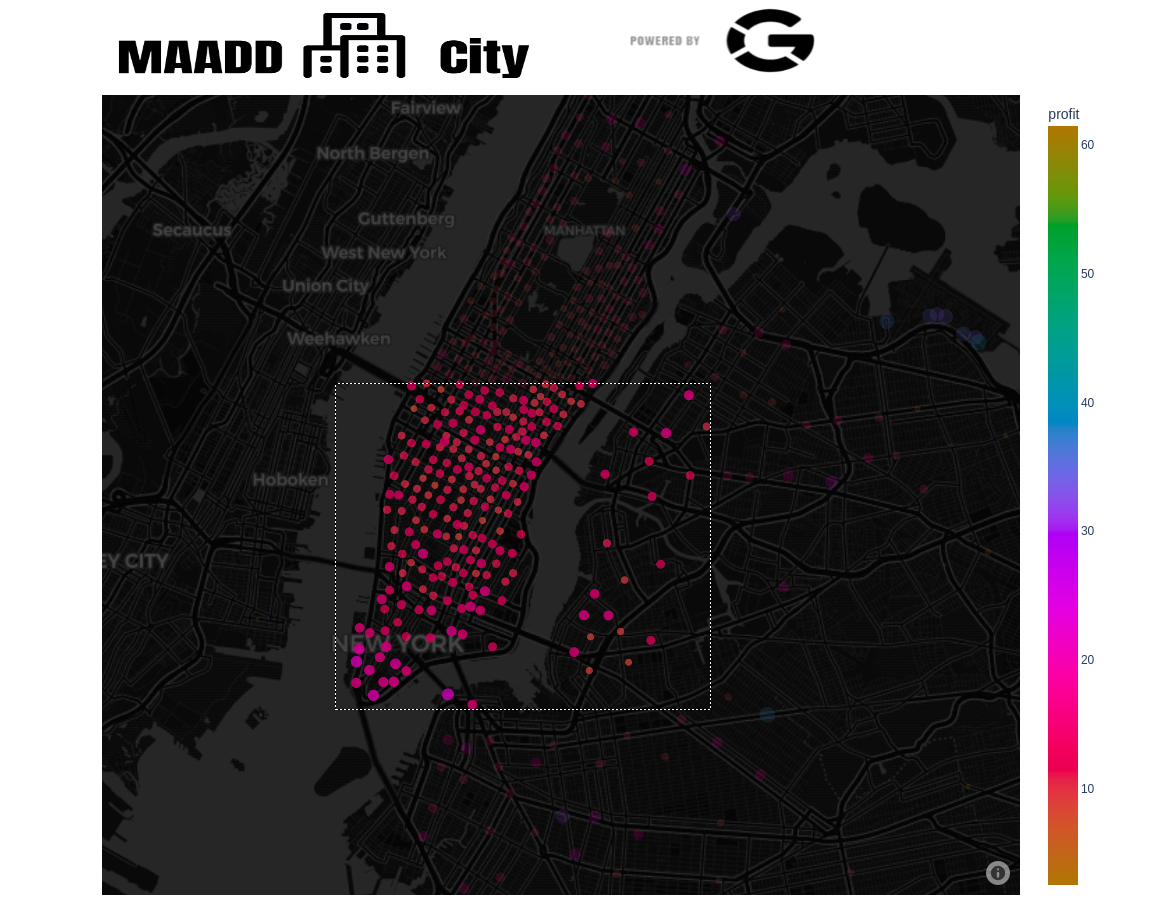 MAADD City
POWERED BY G
profit
Fairview
60
North Bergen
Guttenberg
Secaucus
MANHATTAN
West New York
50
Union City
Weehawken
40
Hoboken
30
EY CITY
NEW YORK
20
10